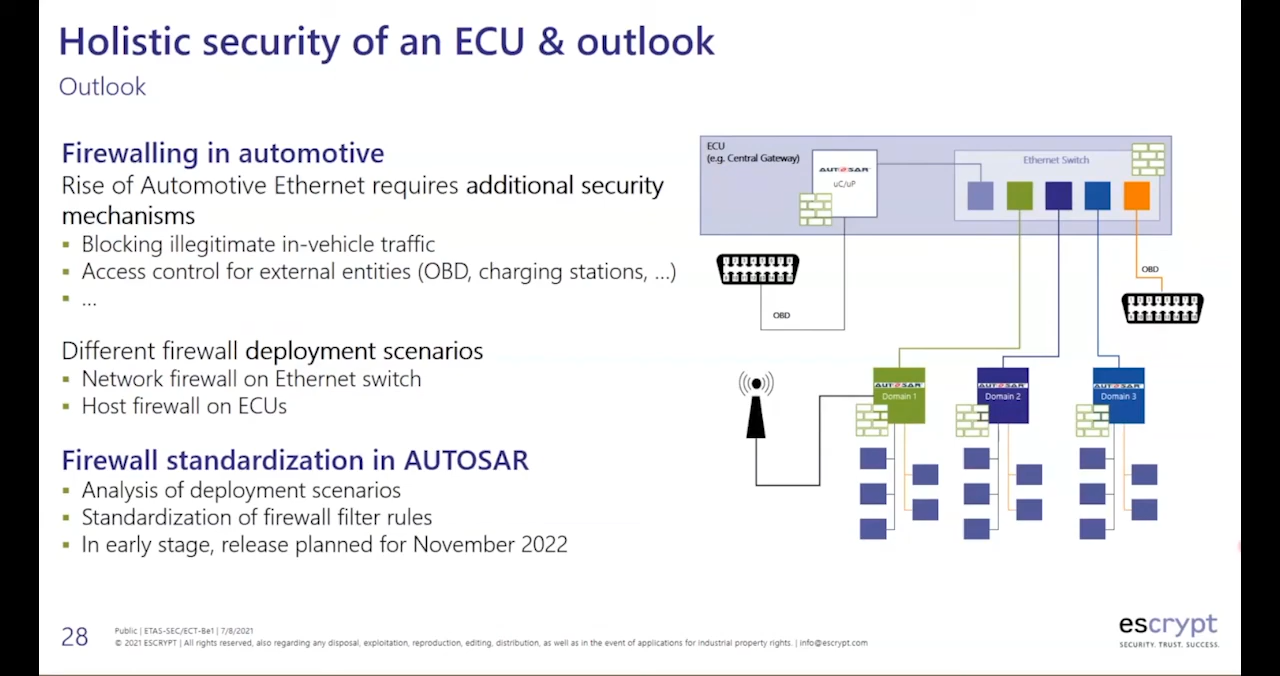 Holistic security of an ECU & outlook
Outlook
Firewalling in automotive
Rise of Automotive Ethernet requires additional security
mechanisms
Blocking illegitimate in-vehicle traffic
Access control for external entities (OBD, charging stations, ...)
...
Different firewall deployment scenarios
Network firewall on Ethernet switch
Host firewall on ECUs
Firewall standardization in AUTOSAR
Analysis of deployment scenarios
Standardization of firewall filter rules
In early stage, release planned for November 2022
ECU
(e.g. Central Gateway)
AUTOSAR
uC/uP
Ethernet Switch
OBD
OBD
AUTOSAR
Domain 1
AUTOSAR
Domain 2
AUTOSAR
Domain 3
28
Public | ETAS-SEC/ECT-Be1 | 7/8/2021
© 2021 ESCRYPT | All rights reserved, also regarding any disposal, exploitation, reproduction, editing, distribution, as well as in the event of applications for industrial property rights. | info@escrypt.com
escrypt
SECURITY. TRUST. SUCCESS.